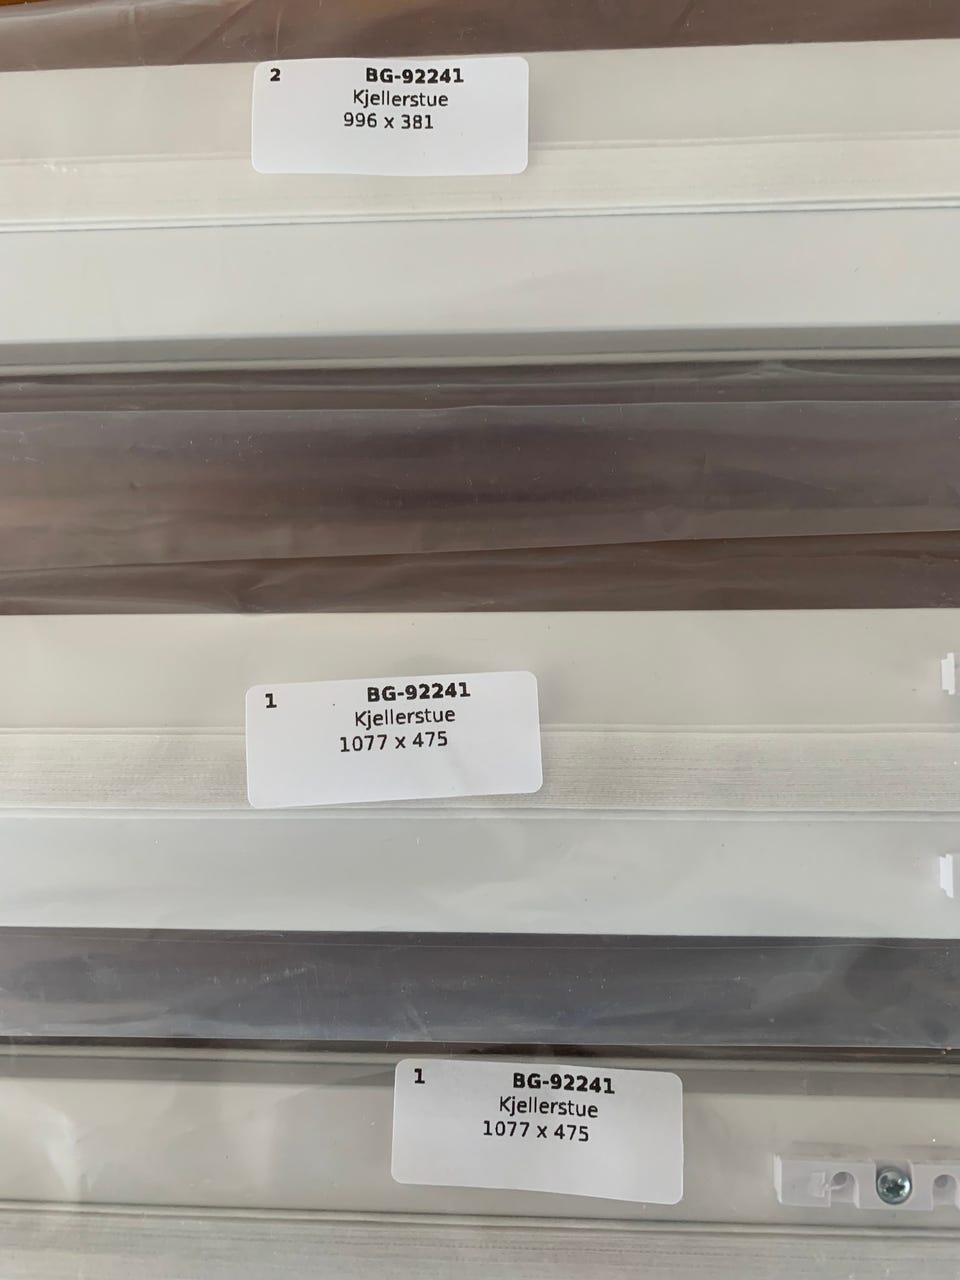 2 BG-92241
Kjellerstue
996 x 381
1 BG-92241
Kjellerstue
1077 x 475
1 BG-92241
Kjellerstue
1077 x 475